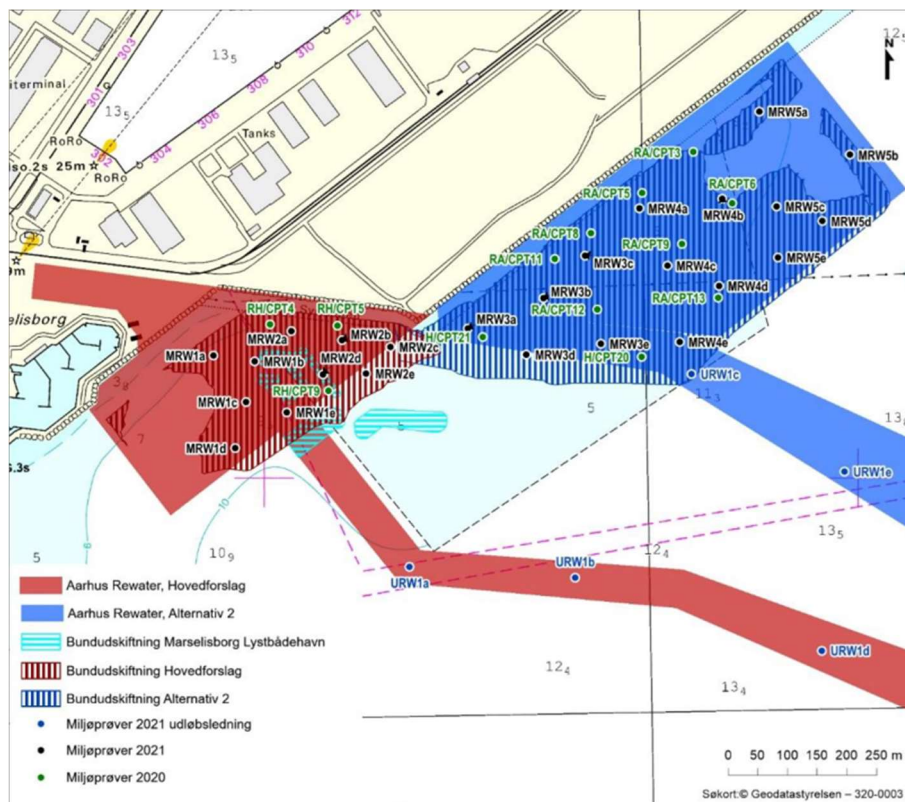 303
312
310
308
306
304
301
302
13₅
13₅
12₅
iterminal
RoRo
RoRo
Iso.2s 25m
Tanks
N
9m
selisborg
G.3s
MRW5a
MRW5b
MRW5c
MRW5d
MRW5e
RA/CPT3
RA/CPT5
RA/CPT6
MRW4a
MRW4b
RA/CPT8
RA/CPT9
RA/CPT11
MRW3c
MRW4c
MRW4d
MRW3b
RA/CPT13
RA/CPT12
RH/CPT4
RH/CPT5
MRW3a
H/CPT21
MRW2a
MRW2b
MRW2c
MRW3d
MRW3e
MRW4e
H/CPT20
URW1c
MRW1a
MRW1b
MRW2d
MRW2e
RH/CPT9
MRW1c
MRW1e
MRW1d
3₈
7
5
11₃
6
10
URW1e
5
10₉
13₅
12₄
URW1a
URW1b
URW1d
12₄
13₄
Aarhus Rewater, Hovedforslag
Aarhus Rewater, Alternativ 2
Bundudskiftning Marselisborg Lystbådehavn
Bundudskiftning Hovedforslag
Bundudskiftning Alternativ 2
Miljøprøver 2021 udløbsledning
Miljøprøver 2021
Miljøprøver 2020
0 50 100 150 200 250 m
Søkort:© Geodatastyrelsen – 320-0003